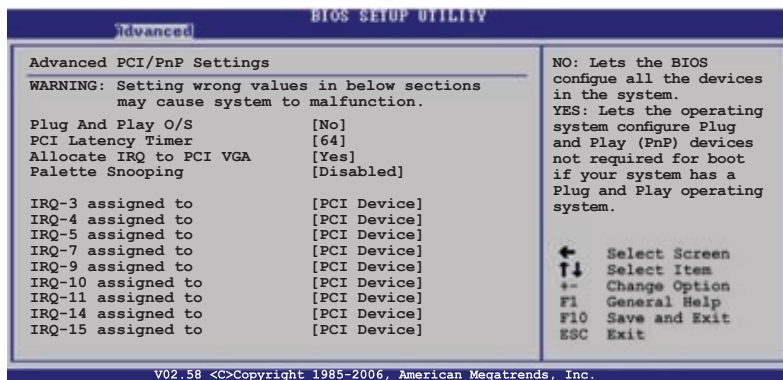 BIOS SETUP UTILITY
Advanced
Advanced PCI/PnP Settings
WARNING: Setting wrong values in below sections
may cause system to malfunction.
Plug And Play O/S [No]
PCI Latency Timer [64]
Allocate IRQ to PCI VGA [Yes]
Palette Snooping [Disabled]
IRQ-3 assigned to [PCI Device]
IRQ-4 assigned to [PCI Device]
IRQ-5 assigned to [PCI Device]
IRQ-7 assigned to [PCI Device]
IRQ-9 assigned to [PCI Device]
IRQ-10 assigned to [PCI Device]
IRQ-11 assigned to [PCI Device]
IRQ-14 assigned to [PCI Device]
IRQ-15 assigned to [PCI Device]
NO: Lets the BIOS
configue all the devices
in the system.
YES: Lets the operating
system configure Plug
and Play (PnP) devices
not required for boot
if your system has a
Plug and Play operating
system.
← Select Screen
↑↓ Select Item
+- Change Option
F1 General Help
F10 Save and Exit
ESC Exit
V02.58 <C>Copyright 1985-2006, American Megatrends, Inc.